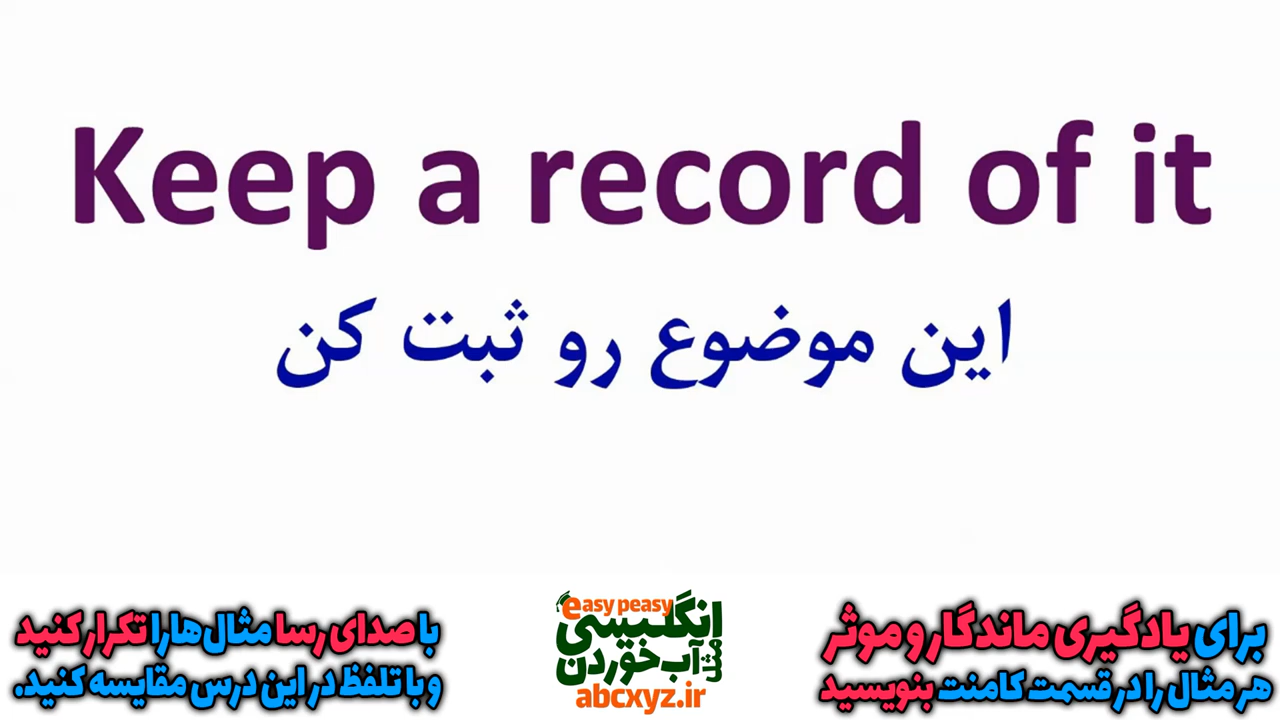 Keep a record of it
این موضوع رو ثبت کن
برای یادگیری ماندگار و موثر
هر مثال را در قسمت کامنت بنویسید
easy peasy
انگلیسی
مثل آب خوردن
abcxyz.ir
با صدای رسا مثال‌ها را تکرار کنید
و با تلفظ در این درس مقایسه کنید.